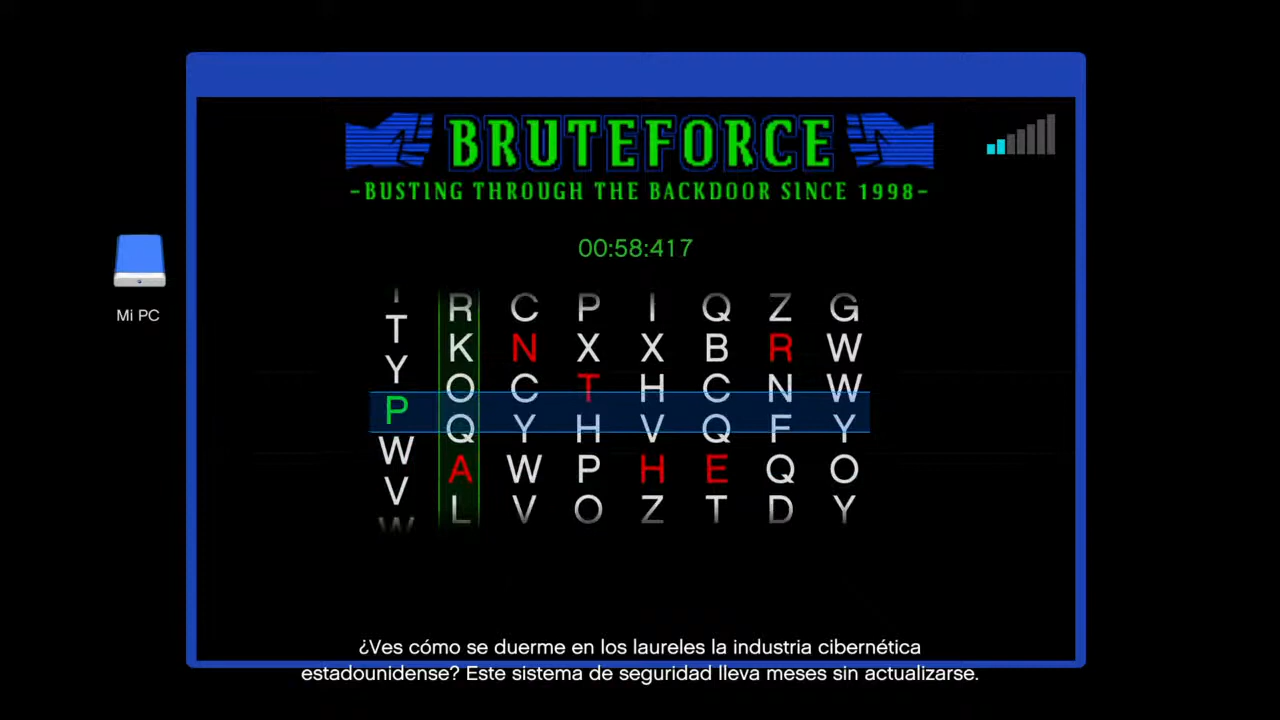 BRUTEFORCE
-BUSTING THROUGH THE BACKDOOR SINCE 1998-
00:58:417
Mi PC
R C P I Q Z G
T K N X X B R W
Y O C T H C N W
P Q Y H V Q F Y
W A W P H E Q O
V L V O Z T D Y
W
¿Ves cómo se duerme en los laureles la industria cibernética
estadounidense? Este sistema de seguridad lleva meses sin actualizarse.